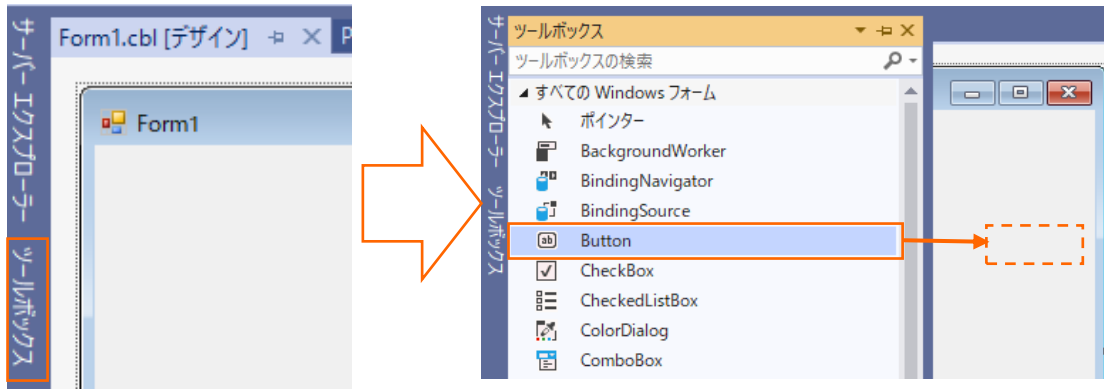 サーバー エクスプローラー
ツールボックス
Form1.cbl [デザイン]
P
Form1
サーバー エクスプローラー
ツールボックス
ツールボックス
ツールボックスの検索
すべての Windows フォーム
ポインター
BackgroundWorker
BindingNavigator
BindingSource
Button
CheckBox
CheckedListBox
ColorDialog
ComboBox